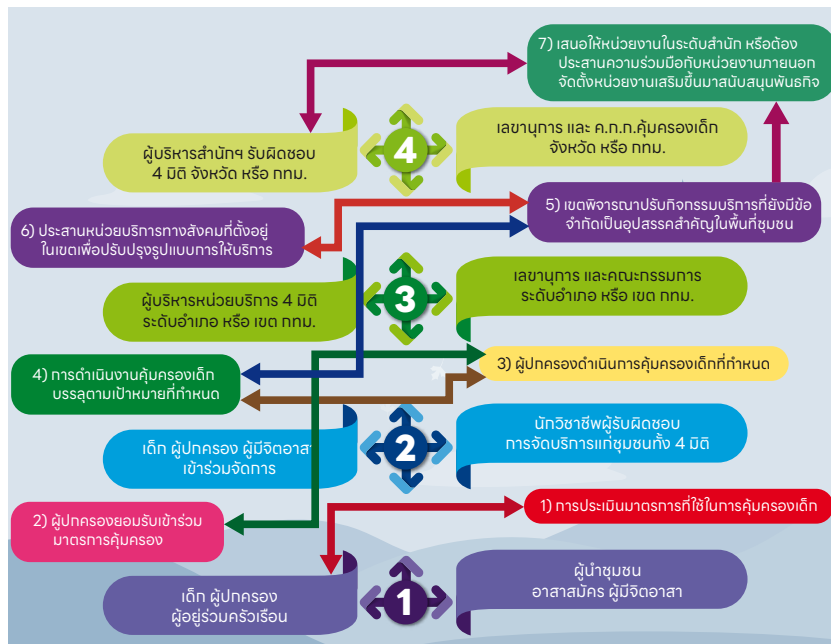 7) เสนอให้หน่วยงานในระดับสำนัก หรือต้อง
ประสานความร่วมมือกับหน่วยงานภายนอก
จัดตั้งหน่วยงานเสริมขึ้นมาสนับสนุนพันธกิจ
ผู้บริหารสำนักฯ รับผิดชอบ
4 มิติ จังหวัด หรือ กทม.
4
เลขานุการ และ ค.ก.ก.คุ้มครองเด็ก
จังหวัด หรือ กทม.
6) ประสานหน่วยบริการทางสังคมที่ตั้งอยู่
ในเขตเพื่อปรับปรุงรูปแบบการให้บริการ
5) เขตพิจารณาปรับกิจกรรมบริการที่ยังมีข้อ
จำกัดเป็นอุปสรรคสำคัญในพื้นที่ชุมชน
ผู้บริหารหน่วยบริการ 4 มิติ
ระดับอำเภอ หรือ เขต กทม.
3
เลขานุการ และคณะกรรมการ
ระดับอำเภอ หรือ เขต กทม.
4) การดำเนินงานคุ้มครองเด็ก
บรรลุตามเป้าหมายที่กำหนด
3) ผู้ปกครองดำเนินการคุ้มครองเด็กที่กำหนด
เด็ก ผู้ปกครอง ผู้มีจิตอาสา
เข้าร่วมจัดการ
2
นักวิชาชีพผู้รับผิดชอบ
การจัดบริการแก่ชุมชนทั้ง 4 มิติ
2) ผู้ปกครองยอมรับเข้าร่วม
มาตรการคุ้มครอง
1) การประเมินมาตรการที่ใช้ในการคุ้มครองเด็ก
เด็ก ผู้ปกครอง
ผู้อยู่ร่วมครัวเรือน
1
ผู้นำชุมชน
อาสาสมัคร ผู้มีจิตอาสา